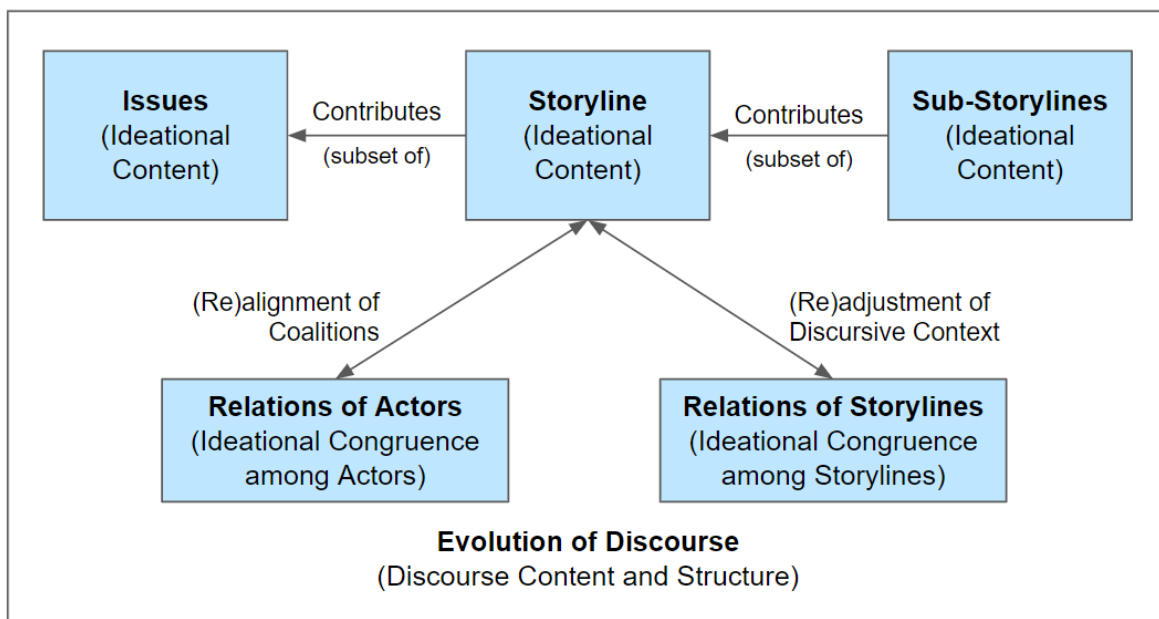 Issues
(Ideational
Content)
Contributes
(subset of)
Storyline
(Ideational
Content)
Contributes
(subset of)
Sub-Storylines
(Ideational
Content)
(Re)alignment of
Coalitions
(Re)adjustment of
Discursive Context
Relations of Actors
(Ideational Congruence
among Actors)
Relations of Storylines
(Ideational Congruence
among Storylines)
Evolution of Discourse
(Discourse Content and Structure)